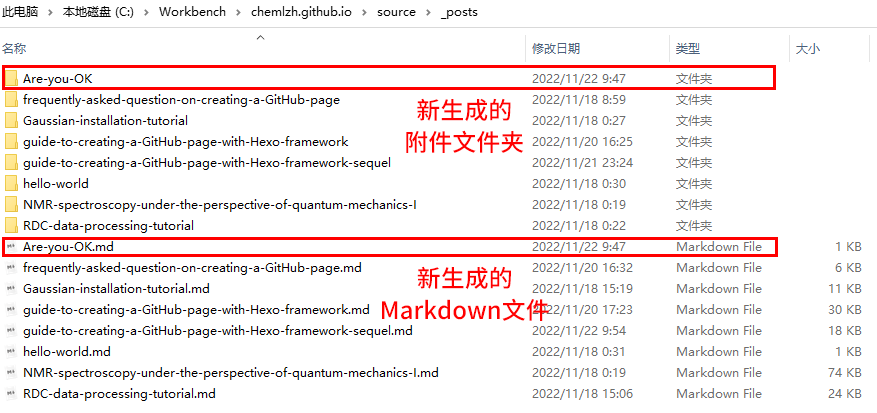 此电脑 > 本地磁盘 (C:) > Workbench > chemlzh.github.io > source > _posts
名称 修改日期 类型 大小
Are-you-OK 2022/11/22 9:47 文件夹
frequently-asked-question-on-creating-a-GitHub-page 2022/11/18 8:59 文件夹
Gaussian-installation-tutorial 2022/11/18 0:27 文件夹
guide-to-creating-a-GitHub-page-with-Hexo-framework 2022/11/20 16:25 文件夹
guide-to-creating-a-GitHub-page-with-Hexo-framework-sequel 2022/11/21 23:24 文件夹
hello-world 2022/11/18 0:30 文件夹
NMR-spectroscopy-under-the-perspective-of-quantum-mechanics-I 2022/11/18 0:19 文件夹
RDC-data-processing-tutorial 2022/11/18 0:22 文件夹
新生成的
附件文件夹
Are-you-OK.md 2022/11/22 9:47 Markdown File 1 KB
frequently-asked-question-on-creating-a-GitHub-page.md 2022/11/20 16:32 Markdown File 6 KB
Gaussian-installation-tutorial.md 2022/11/18 15:19 Markdown File 11 KB
guide-to-creating-a-GitHub-page-with-Hexo-framework.md 2022/11/20 17:23 Markdown File 30 KB
guide-to-creating-a-GitHub-page-with-Hexo-framework-sequel.md 2022/11/22 9:54 Markdown File 18 KB
hello-world.md 2022/11/18 0:31 Markdown File 1 KB
NMR-spectroscopy-under-the-perspective-of-quantum-mechanics-I.md 2022/11/18 0:19 Markdown File 74 KB
RDC-data-processing-tutorial.md 2022/11/18 15:06 Markdown File 24 KB
新生成的
Markdown文件